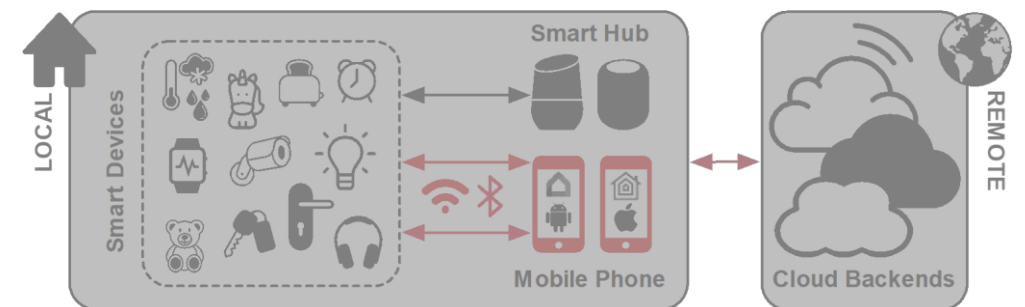 LOCAL
Smart Devices
Smart Hub
Mobile Phone
Cloud Backends
REMOTE